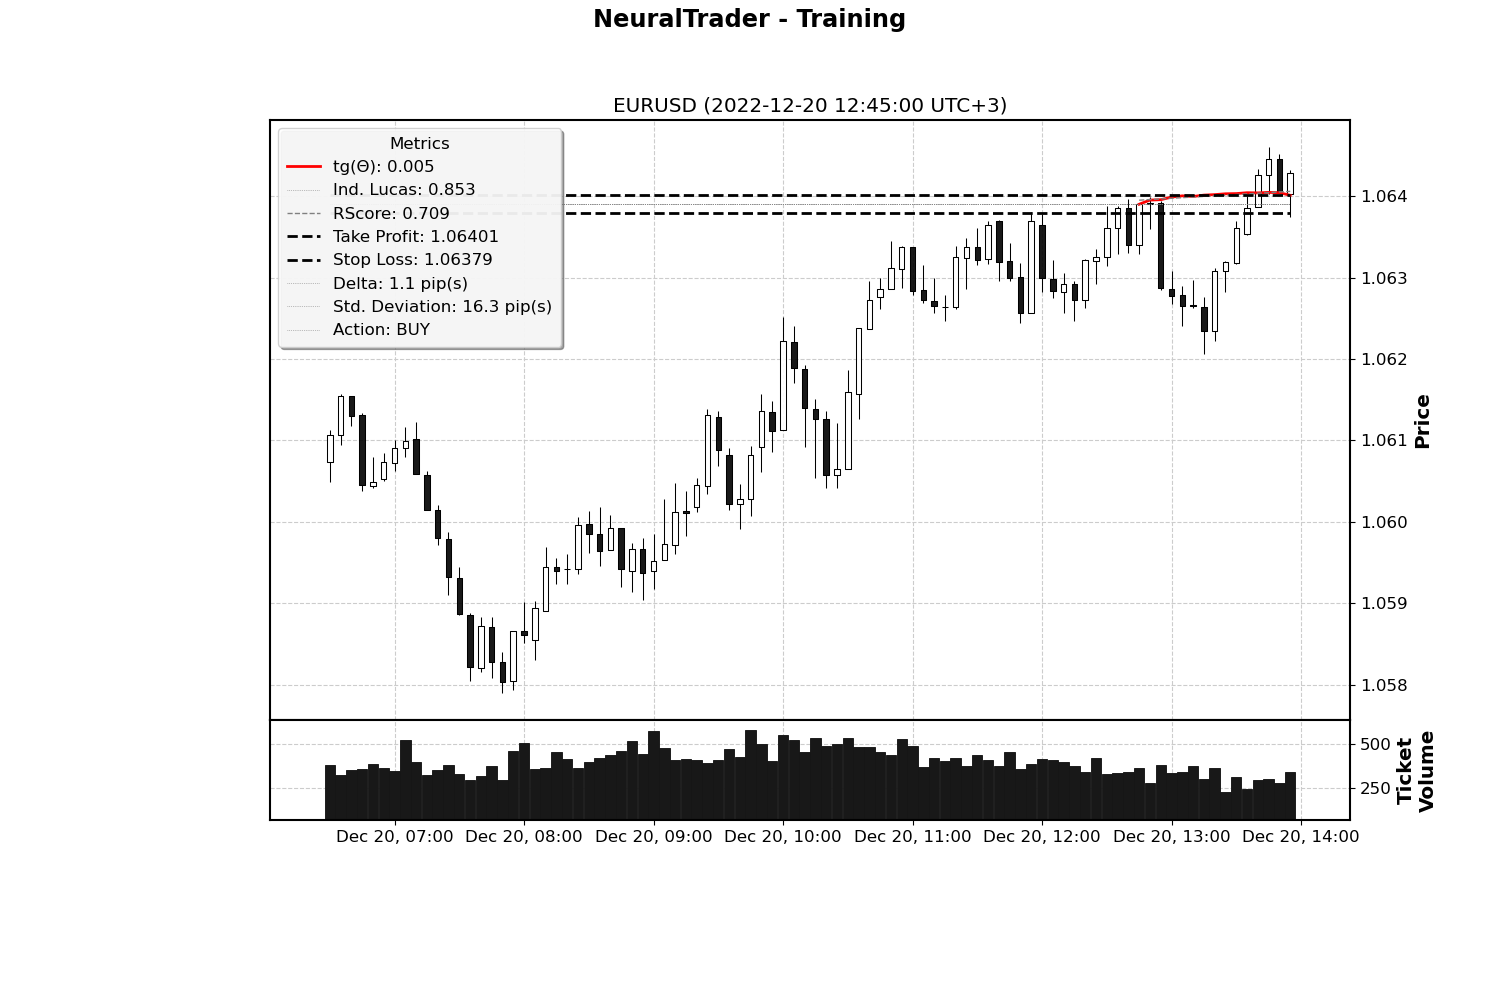 NeuralTrader - Training
EURUSD (2022-12-20 12:45:00 UTC+3)
Metrics
tg(Θ): 0.005
Ind. Lucas: 0.853
RScore: 0.709
Take Profit: 1.06401
Stop Loss: 1.06379
Delta: 1.1 pip(s)
Std. Deviation: 16.3 pip(s)
Action: BUY
1.064
1.063
1.062
1.061
1.060
1.059
1.058
Price
500
250
Ticket
Volume
Dec 20, 07:00 Dec 20, 08:00 Dec 20, 09:00 Dec 20, 10:00 Dec 20, 11:00 Dec 20, 12:00 Dec 20, 13:00 Dec 20, 14:00